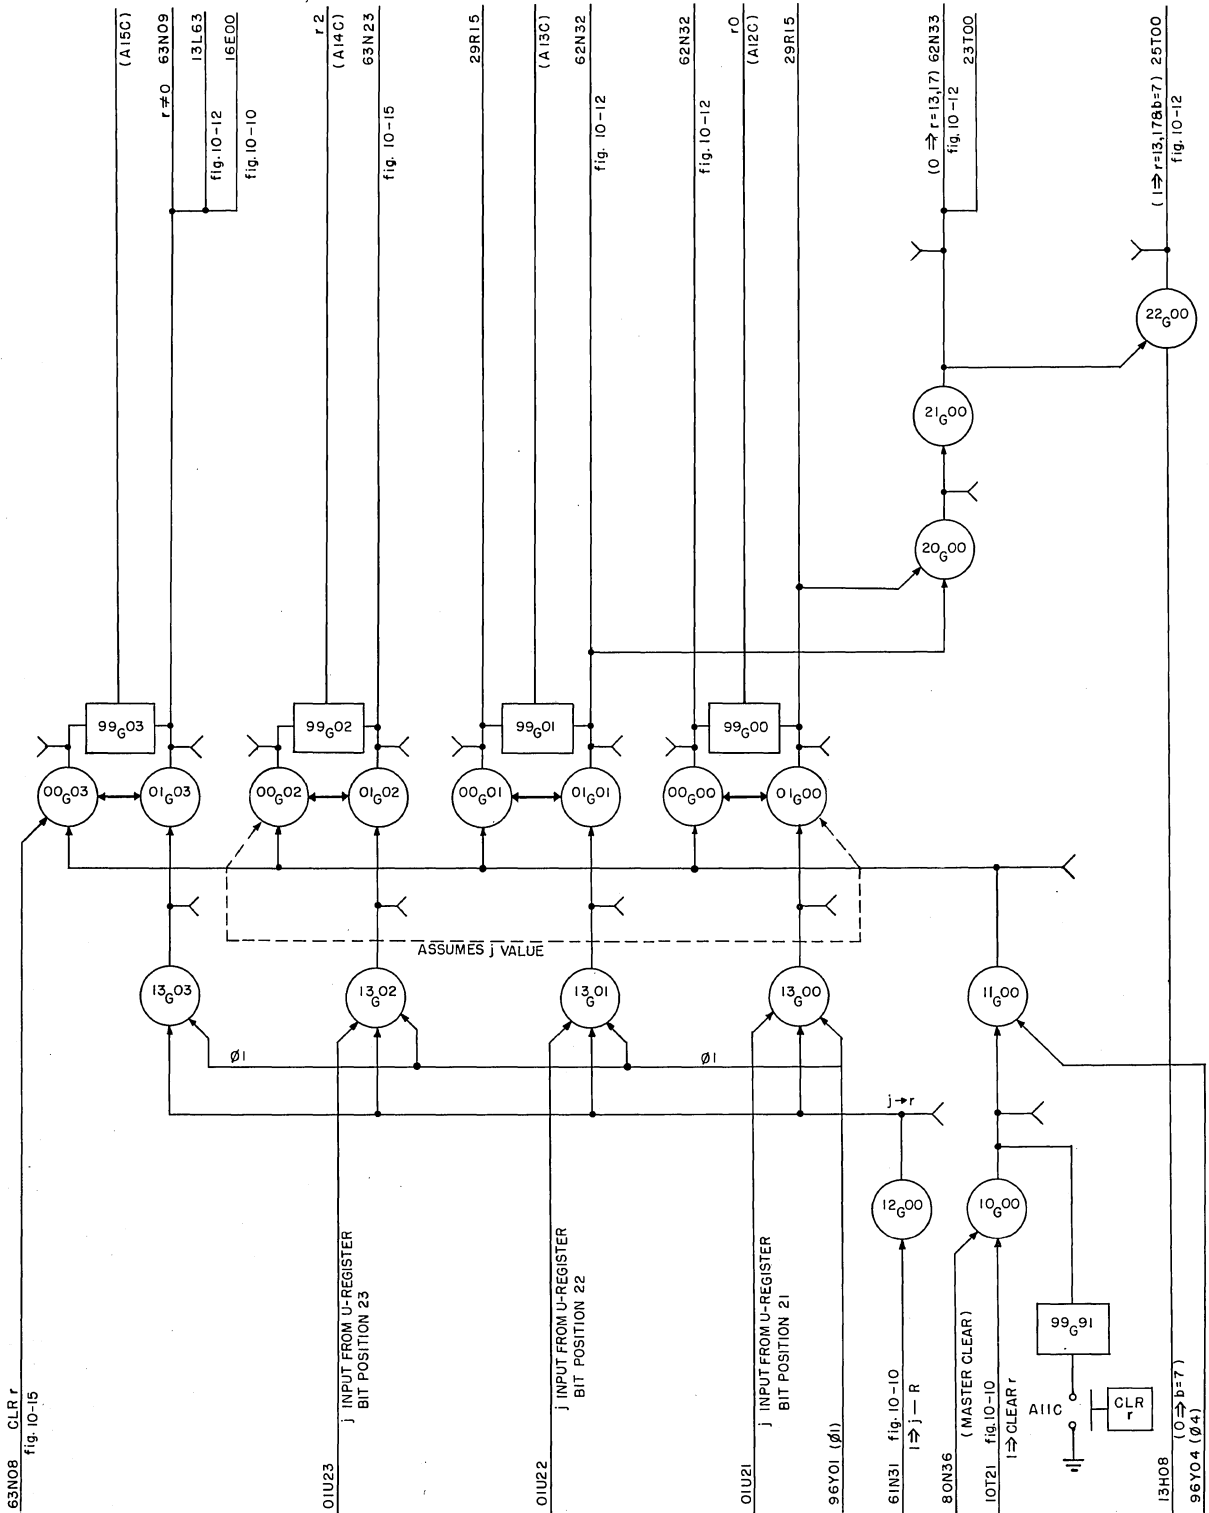 (A15C)
r≠0 63N09
13L63
fig. 10-12
16E00
fig. 10-10
r2
(A14C)
63N23
fig. 10-15
29R15
(A13C)
62N32
fig. 10-12
62N32
fig. 10-12
r0
(A12C)
29R15
(0 ⇒ r=13,17) 62N33
fig. 10-12
23T00
(1⇒r=13,17&b=7) 25T00
fig. 10-12
22G00
21G00
20G00
99G03
99G02
99G01
99G00
00G03
01G03
00G02
01G02
00G01
01G01
00G00
01G00
ASSUMES j VALUE
13G03
13G02
13G01
13G00
11G00
Ø1
Ø1
j→r
12G00
10G00
99G91
A11C
CLR
r
63N08 CLR r
fig. 10-15
01U23
j INPUT FROM U-REGISTER
BIT POSITION 23
01U22
j INPUT FROM U-REGISTER
BIT POSITION 22
01U21
j INPUT FROM U-REGISTER
BIT POSITION 21
96Y01 (Ø1)
61N31 fig. 10-10
1⇒ j — R
80N36 (MASTER CLEAR)
10T21 fig. 10-10
1⇒CLEAR r
13H08 (0⇒b=7)
96Y04 (Ø4)